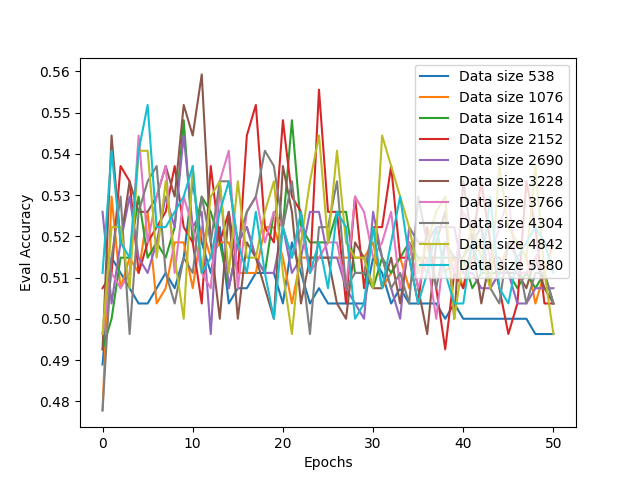 0.56
0.55
0.54
0.53
0.52
0.51
0.50
0.49
0.48
Eval Accuracy
0
10
20
30
40
50
Epochs
Data size 538
Data size 1076
Data size 1614
Data size 2152
Data size 2690
Data size 3228
Data size 3766
Data size 4304
Data size 4842
Data size 5380